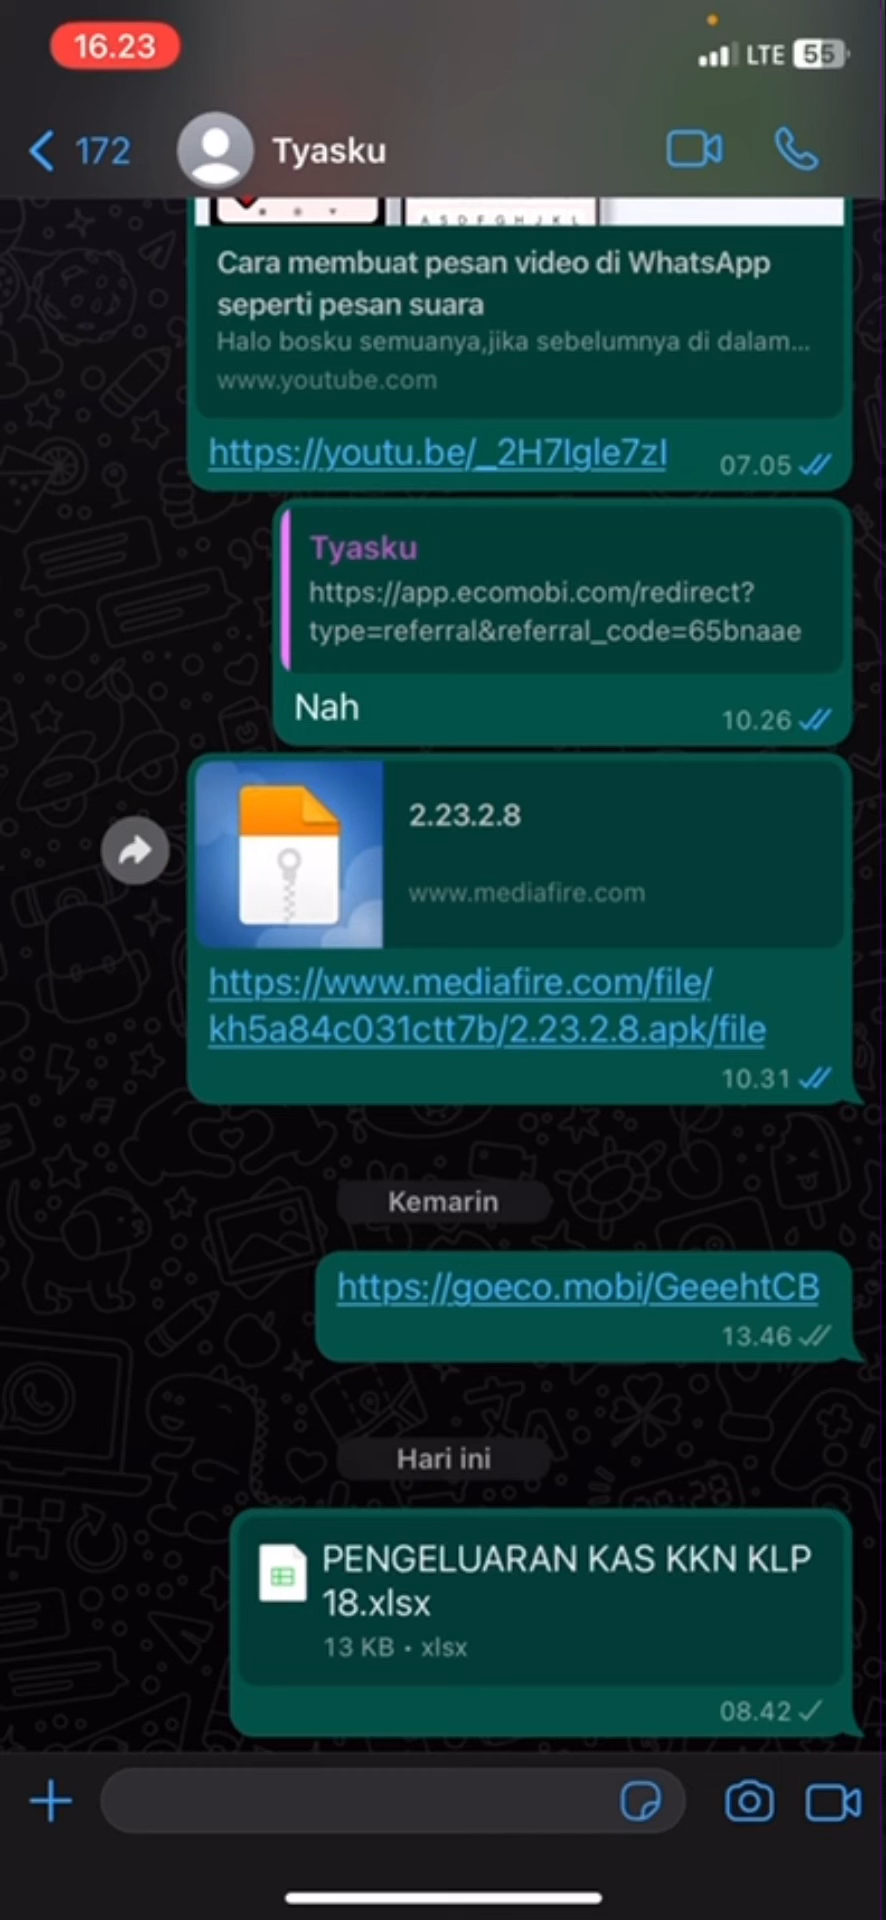 16.23
LTE 55
172
Tyasku
A S D F G H J K L
Cara membuat pesan video di WhatsApp
seperti pesan suara
Halo bosku semuanya,jika sebelumnya di dalam...
www.youtube.com
https://youtu.be/_2H7Igle7zI 07.05
Tyasku
https://app.ecomobi.com/redirect?
type=referral&referral_code=65bnaae
Nah
10.26
2.23.2.8
www.mediafire.com
https://www.mediafire.com/file/
kh5a84c031ctt7b/2.23.2.8.apk/file
10.31
Kemarin
https://goeco.mobi/GeeehtCB
13.46
Hari ini
PENGELUARAN KAS KKN KLP
18.xlsx
13 KB • xlsx
08.42